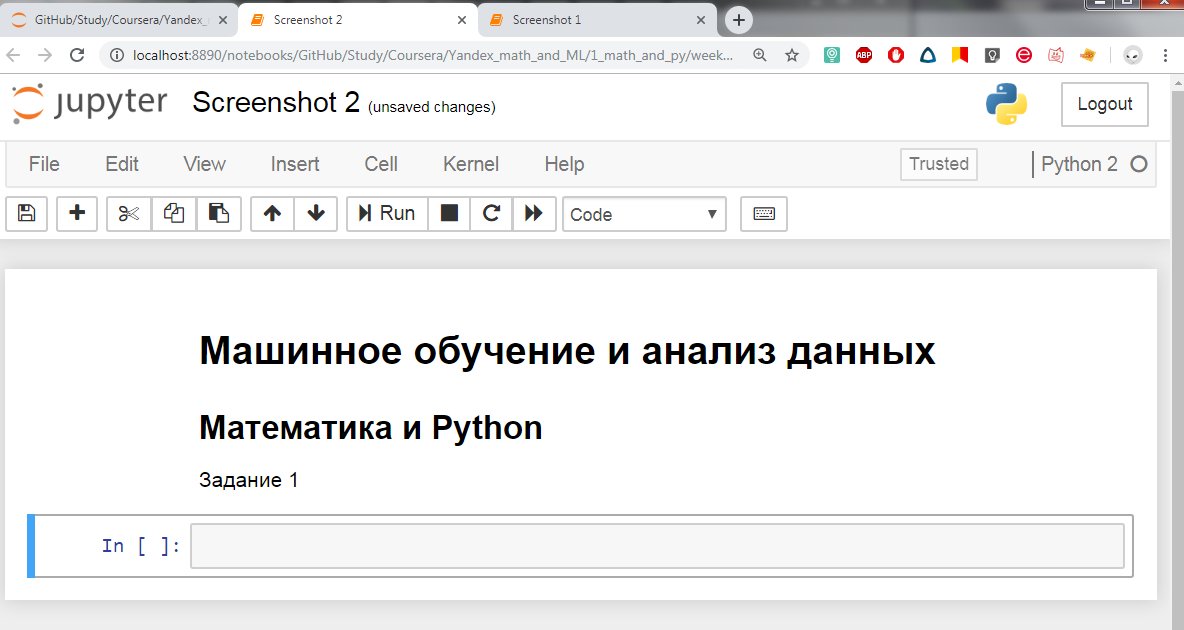 GitHub/Study/Coursera/Yandex_
Screenshot 2
Screenshot 1
localhost:8890/notebooks/GitHub/Study/Coursera/Yandex_math_and_ML/1_math_and_py/week...
ABP
jupyter Screenshot 2 (unsaved changes)
Logout
File Edit View Insert Cell Kernel Help
Trusted
Python 2
Run
Code
Машинное обучение и анализ данных
Математика и Python
Задание 1
In [ ]: